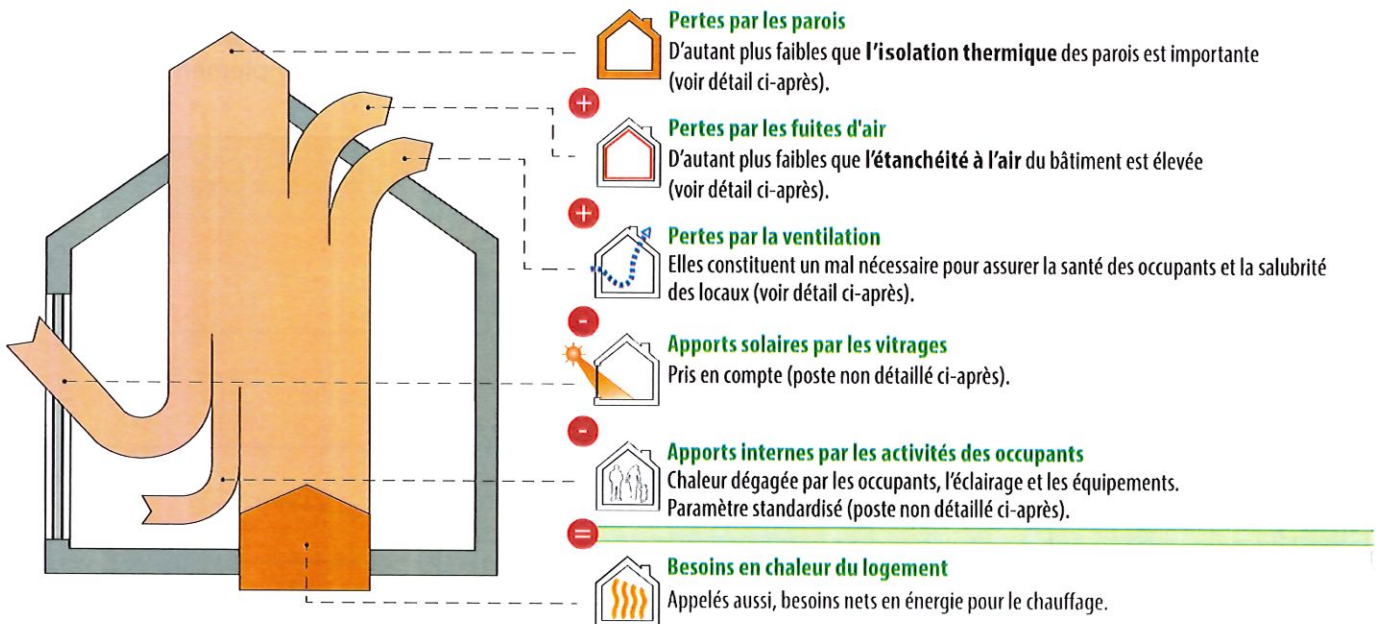 Pertes par les parois
D'autant plus faibles que l'isolation thermique des parois est importante
(voir détail ci-après).
+
Pertes par les fuites d'air
D'autant plus faibles que l'étanchéité à l'air du bâtiment est élevée
(voir détail ci-après).
+
Pertes par la ventilation
Elles constituent un mal nécessaire pour assurer la santé des occupants et la salubrité
des locaux (voir détail ci-après).
-
Apports solaires par les vitrages
Pris en compte (poste non détaillé ci-après).
-
Apports internes par les activités des occupants
Chaleur dégagée par les occupants, l'éclairage et les équipements.
Paramètre standardisé (poste non détaillé ci-après).
=
Besoins en chaleur du logement
Appelés aussi, besoins nets en énergie pour le chauffage.